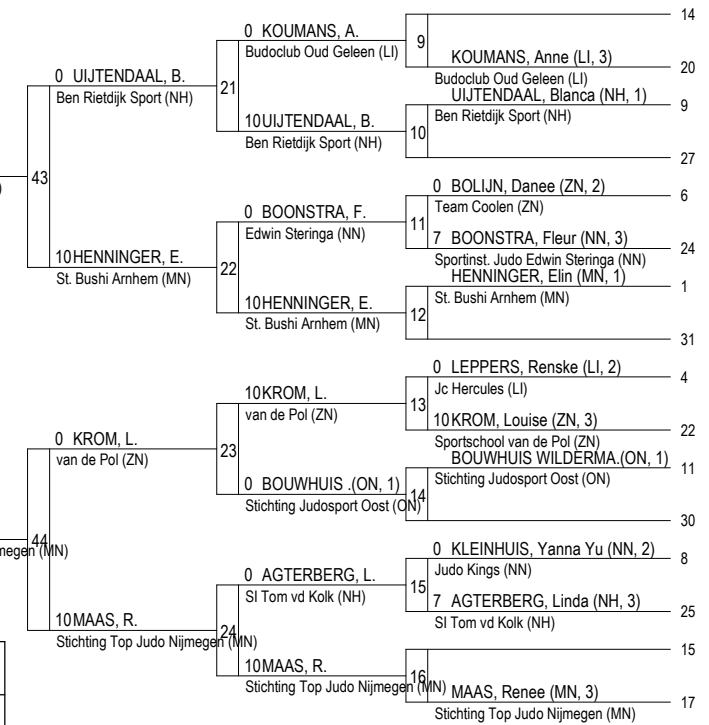 14
0 KOUMANS, A.
Budoclub Oud Geleen (LI)
9
KOUMANS, Anne (LI, 3)
20
Budoclub Oud Geleen (LI)
0 UIJTENDAAL, B.
Ben Rietdijk Sport (NH)
21
UIJTENDAAL, Blanca (NH, 1)
9
Ben Rietdijk Sport (NH)
10 UIJTENDAAL, B.
Ben Rietdijk Sport (NH)
10
27
43
)
0 BOLIJN, Danee (ZN, 2)
6
Team Coolen (ZN)
0 BOONSTRA, F.
Edwin Steringa (NN)
11
7 BOONSTRA, Fleur (NN, 3)
24
Sportinst. Judo Edwin Steringa (NN)
10 HENNINGER, E.
St. Bushi Arnhem (MN)
22
HENNINGER, Elin (MN, 1)
1
St. Bushi Arnhem (MN)
10 HENNINGER, E.
St. Bushi Arnhem (MN)
12
31
0 LEPPERS, Renske (LI, 2)
4
Jc Hercules (LI)
10 KROM, L.
van de Pol (ZN)
13
10 KROM, Louise (ZN, 3)
22
Sportschool van de Pol (ZN)
0 KROM, L.
van de Pol (ZN)
23
BOUWHUIS WILDERMA.(ON, 1)
11
Stichting Judosport Oost (ON)
0 BOUWHUIS .(ON, 1)
Stichting Judosport Oost (ON)
14
30
44
megen (MN)
0 KLEINHUIS, Yanna Yu (NN, 2)
8
Judo Kings (NN)
0 AGTERBERG, L.
SI Tom vd Kolk (NH)
15
7 AGTERBERG, Linda (NH, 3)
25
SI Tom vd Kolk (NH)
10 MAAS, R.
Stichting Top Judo Nijmegen (MN)
24
15
10 MAAS, R.
Stichting Top Judo Nijmegen (MN)
16
MAAS, Renee (MN, 3)
17
Stichting Top Judo Nijmegen (MN)